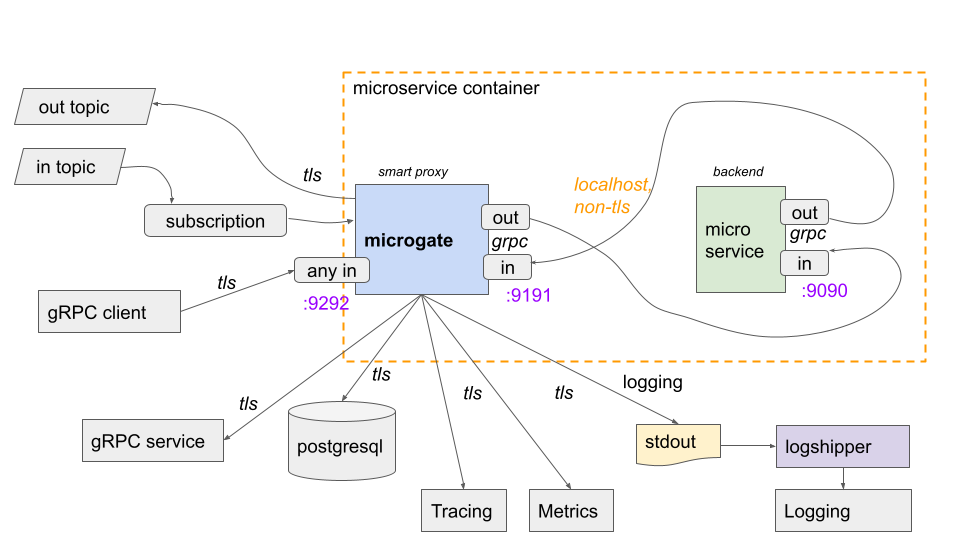 microservice container
out topic
in topic
tls
smart proxy
localhost,
non-tls
backend
subscription
microgate
out
grpc
in
:9191
micro
service
out
grpc
in
:9090
any in
:9292
tls
gRPC client
tls
tls
tls
tls
logging
gRPC service
postgresql
stdout
logshipper
Tracing
Metrics
Logging